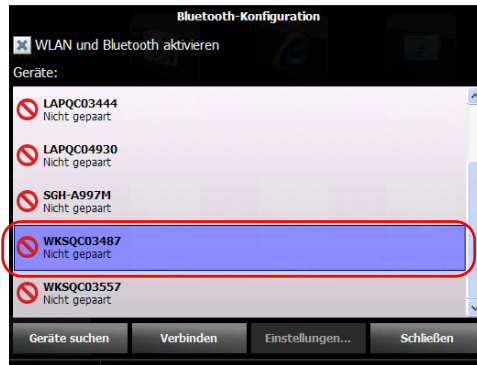 Bluetooth-Konfiguration
WLAN und Bluetooth aktivieren
Geräte:
LAPQC03444
Nicht gepaart
LAPQC04930
Nicht gepaart
SGH-A997M
Nicht gepaart
WKSQC03487
Nicht gepaart
WKSQC03557
Nicht gepaart
Geräte suchen Verbinden Einstellungen... Schließen